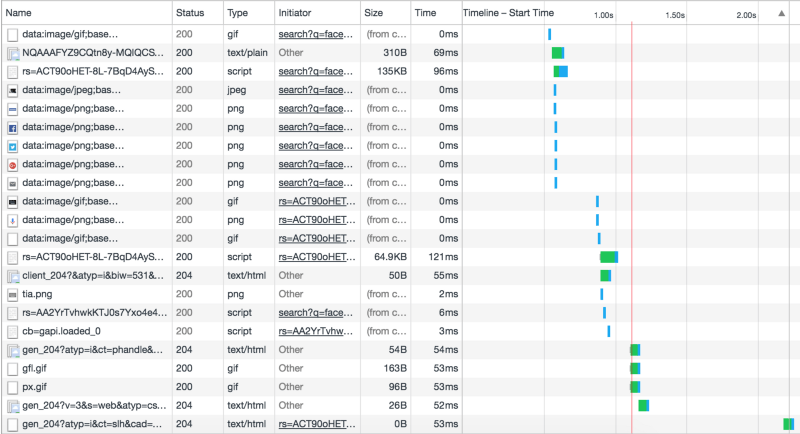 Name Status Type Initiator Size Time Timeline – Start Time 1.00s 1.50s 2.00s ▲
data:image/gif;base... 200 gif search?q=face... (from c... 0ms
NQAAAFYZ9CQtn8y-MQlQCS... 200 text/plain Other 310B 69ms
rs=ACT90oHET-8L-7BqD4AyS... 200 script search?q=face... 135KB 96ms
data:image/jpeg;bas... 200 jpeg search?q=face... (from c... 0ms
data:image/png;base... 200 png search?q=face... (from c... 0ms
data:image/png;base... 200 png search?q=face... (from c... 0ms
data:image/png;base... 200 png search?q=face... (from c... 0ms
data:image/png;base... 200 png search?q=face... (from c... 0ms
data:image/png;base... 200 png search?q=face... (from c... 0ms
data:image/gif;base... 200 gif rs=ACT90oHET... (from c... 0ms
data:image/png;base... 200 png rs=ACT90oHET... (from c... 0ms
data:image/gif;base... 200 gif rs=ACT90oHET... (from c... 0ms
rs=ACT90oHET-8L-7BqD4AyS... 200 script rs=ACT90oHET... 64.9KB 121ms
client_204?&atyp=i&biw=531&... 204 text/html Other 50B 55ms
tia.png 200 png Other (from c... 2ms
rs=AA2YrTvhwkKTJ0s7Yxo4e4... 200 script search?q=face... (from c... 6ms
cb=gapi.loaded_0 200 script rs=AA2YrTvhw... (from c... 3ms
gen_204?atyp=i&ct=phandle&... 204 text/html Other 54B 54ms
gfl.gif 200 gif Other 163B 53ms
px.gif 200 gif Other 96B 53ms
gen_204?v=3&s=web&atyp=cs... 204 text/html Other 26B 52ms
gen_204?atyp=i&ct=slh&cad=... 204 text/html rs=ACT90oHET... 0B 53ms